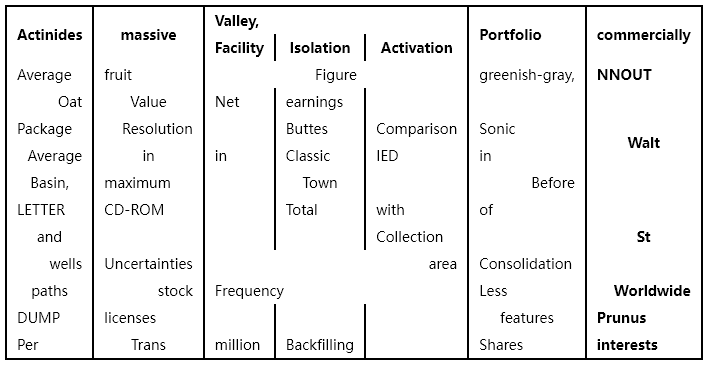 Actinides massive Valley, Facility Isolation Activation Portfolio commercially
Average fruit Figure greenish-gray, NNOUT
Oat Value Net earnings
Package Resolution Buttes Comparison Sonic Walt
Average in in Classic IED in
Basin, maximum Town Before
LETTER CD-ROM Total with of
and Collection St
wells Uncertainties area Consolidation
paths stock Frequency Less Worldwide
DUMP licenses features Prunus
Per Trans million Backfilling Shares interests